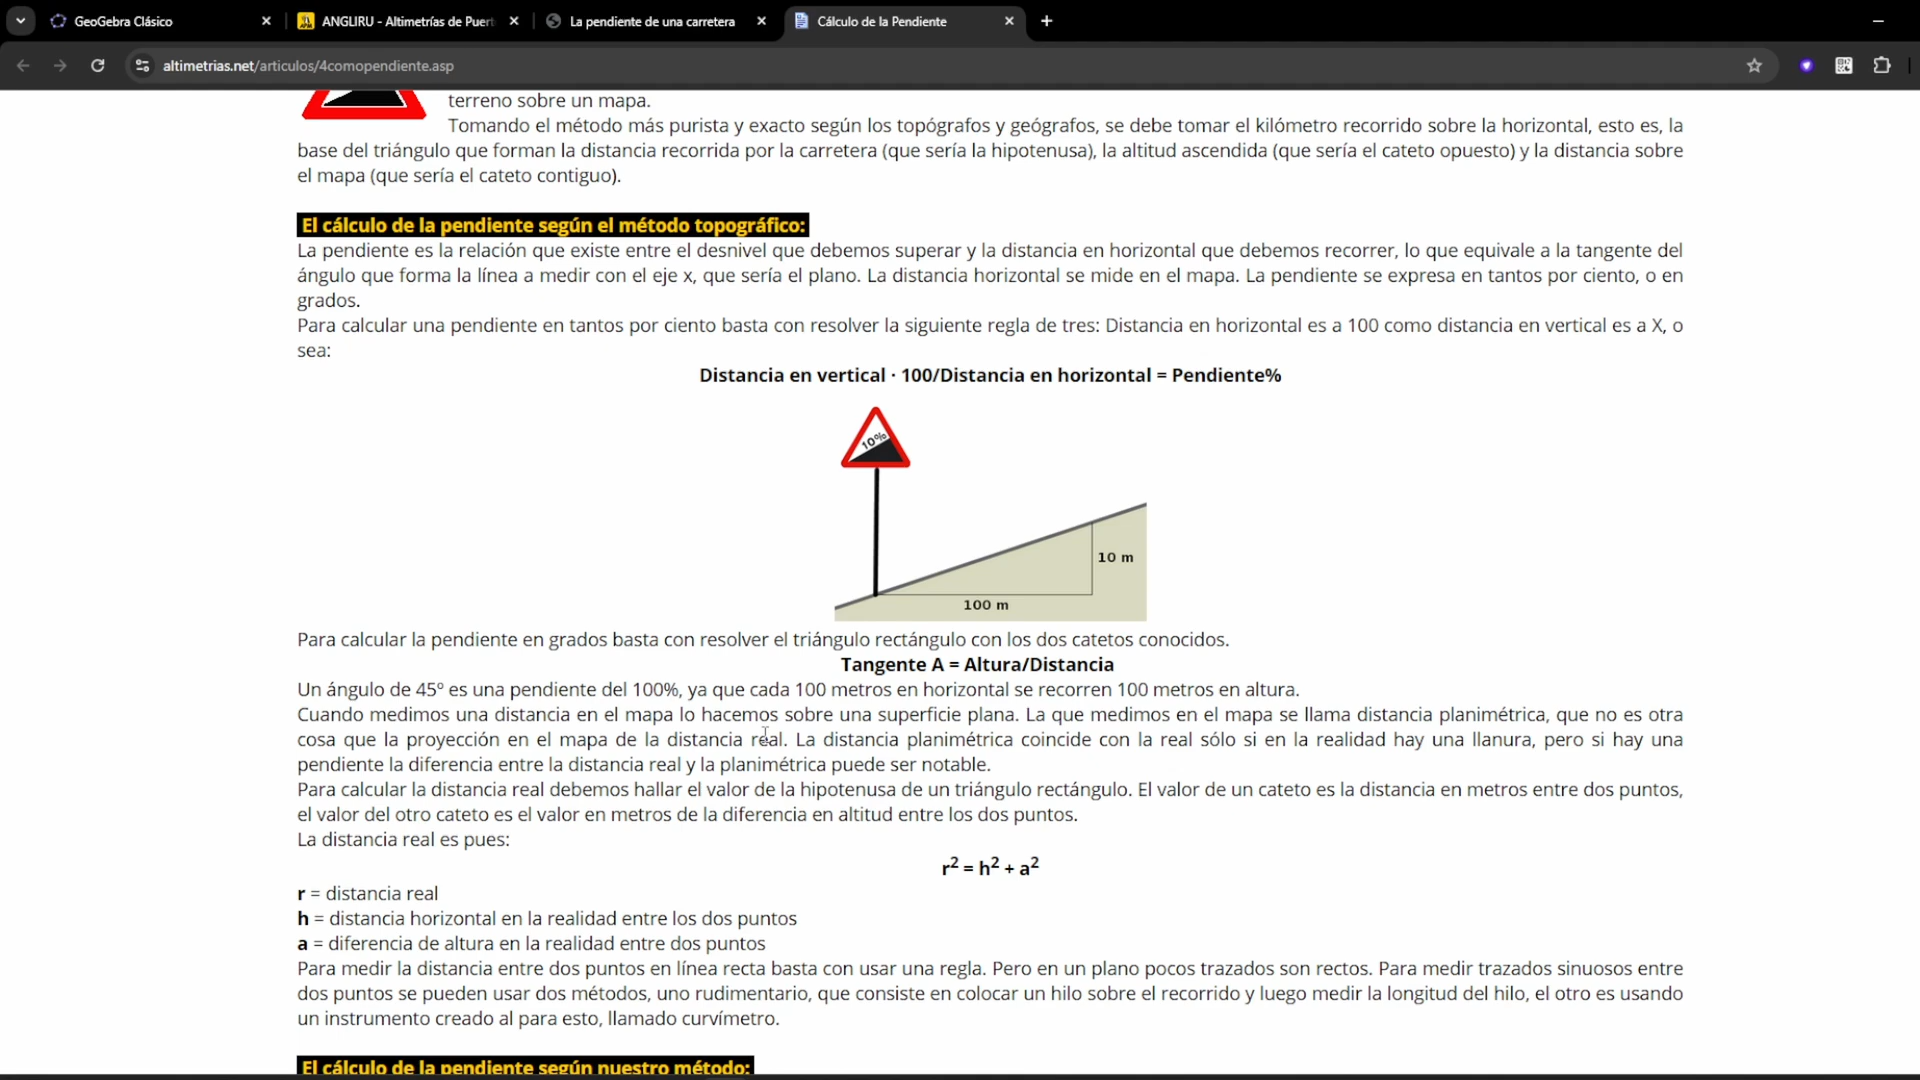 GeoGebra Clásico
ANGLIRU - Altimetrías de Puert
La pendiente de una carretera
Cálculo de la Pendiente
altimetrias.net/articulos/4comopendiente.asp
terreno sobre un mapa.
Tomando el método más purista y exacto según los topógrafos y geógrafos, se debe tomar el kilómetro recorrido sobre la horizontal, esto es, la
base del triángulo que forman la distancia recorrida por la carretera (que sería la hipotenusa), la altitud ascendida (que sería el cateto opuesto) y la distancia sobre
el mapa (que sería el cateto contiguo).
El cálculo de la pendiente según el método topográfico:
La pendiente es la relación que existe entre el desnivel que debemos superar y la distancia en horizontal que debemos recorrer, lo que equivale a la tangente del
ángulo que forma la línea a medir con el eje x, que sería el plano. La distancia horizontal se mide en el mapa. La pendiente se expresa en tantos por ciento, o en
grados.
Para calcular una pendiente en tantos por ciento basta con resolver la siguiente regla de tres: Distancia en horizontal es a 100 como distancia en vertical es a X, o
sea:
Distancia en vertical · 100/Distancia en horizontal = Pendiente%
10%
10 m
100 m
Para calcular la pendiente en grados basta con resolver el triángulo rectángulo con los dos catetos conocidos.
Tangente A = Altura/Distancia
Un ángulo de 45º es una pendiente del 100%, ya que cada 100 metros en horizontal se recorren 100 metros en altura.
Cuando medimos una distancia en el mapa lo hacemos sobre una superficie plana. La que medimos en el mapa se llama distancia planimétrica, que no es otra
cosa que la proyección en el mapa de la distancia real. La distancia planimétrica coincide con la real sólo si en la realidad hay una llanura, pero si hay una
pendiente la diferencia entre la distancia real y la planimétrica puede ser notable.
Para calcular la distancia real debemos hallar el valor de la hipotenusa de un triángulo rectángulo. El valor de un cateto es la distancia en metros entre dos puntos,
el valor del otro cateto es el valor en metros de la diferencia en altitud entre los dos puntos.
La distancia real es pues:
r² = h² + a²
r = distancia real
h = distancia horizontal en la realidad entre los dos puntos
a = diferencia de altura en la realidad entre dos puntos
Para medir la distancia entre dos puntos en línea recta basta con usar una regla. Pero en un plano pocos trazados son rectos. Para medir trazados sinuosos entre
dos puntos se pueden usar dos métodos, uno rudimentario, que consiste en colocar un hilo sobre el recorrido y luego medir la longitud del hilo, el otro es usando
un instrumento creado al para esto, llamado curvímetro.
El cálculo de la pendiente según nuestro método: